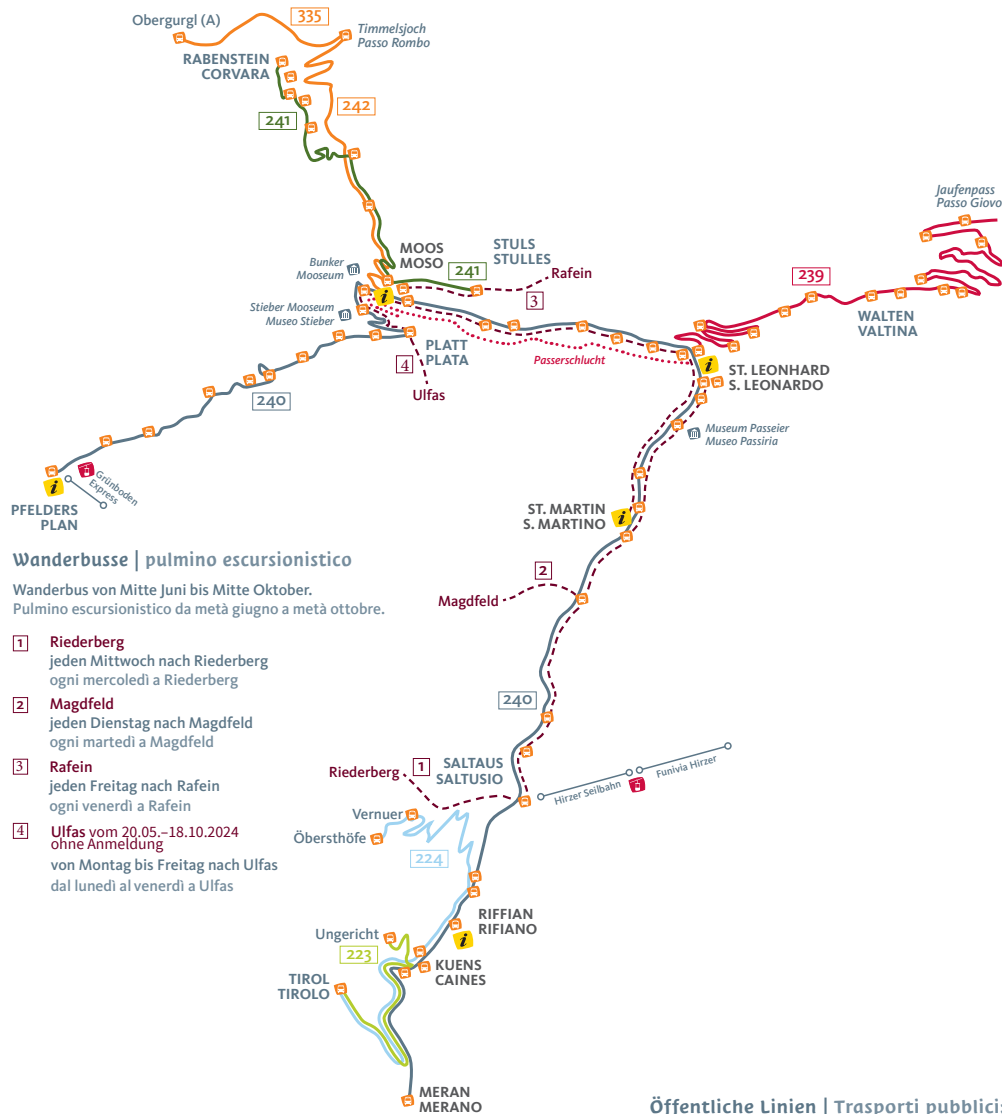 Obergurgl (A)
335
Timmelsjoch
Passo Rombo
RABENSTEIN
CORVARA
241
242
Jaufenpass
Passo Giovo
MOOS
MOSO
STULS
STULLES
Bunker
Mooseum
241
Rafein
3
239
WALTEN
VALTINA
Stieber Mooseum
Museo Stieber
i
PLATT
PLATA
Passerschlucht
4
Ulfas
i
ST. LEONHARD
S. LEONARDO
240
Museum Passeier
Museo Passiria
Grünboden
Express
i
PFELDERS
PLAN
ST. MARTIN
S. MARTINO
i
Wanderbusse | pulmino escursionistico
Wanderbus von Mitte Juni bis Mitte Oktober.
Pulmino escursionistico da metà giugno a metà ottobre.
1 Riederberg
jeden Mittwoch nach Riederberg
ogni mercoledì a Riederberg
2 Magdfeld
jeden Dienstag nach Magdfeld
ogni martedì a Magdfeld
3 Rafein
jeden Freitag nach Rafein
ogni venerdì a Rafein
4 Ulfas vom 20.05.–18.10.2024
ohne Anmeldung
von Montag bis Freitag nach Ulfas
dal lunedì al venerdì a Ulfas
2
Magdfeld
240
SALTAUS
SALTUSIO
Riederberg
1
Hirzer Seilbahn
Funivia Hirzer
Vernuer
Öbersthöfe
224
RIFFIAN
RIFIANO
i
Ungericht
223
KUENS
CAINES
TIROL
TIROLO
MERAN
MERANO
Öffentliche Linien | Trasporti pubblici: